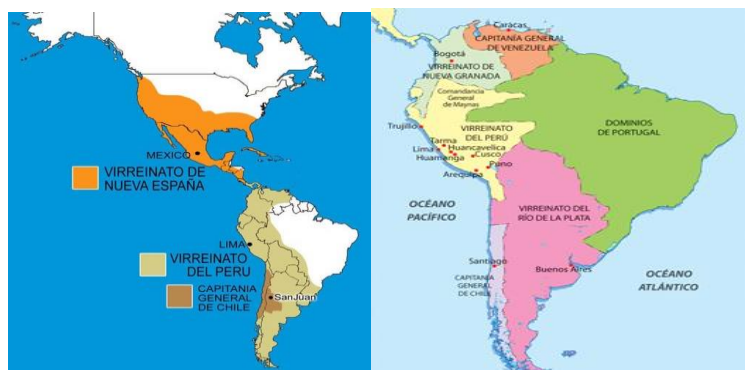 MEXICO
VIRREINATO DE
NUEVA ESPAÑA
LIMA
VIRREINATO
DEL PERU
CAPITANIA
GENERAL
DE CHILE
SanJuan
Caracas
CAPITANÍA GENERAL
DE VENEZUELA
Bogotá
VIRREINATO DE
NUEVA GRANADA
Comandancia
General
de Maynas
Trujillo
VIRREINATO
DEL PERÚ
Tarma
Lima
Huancavelica
Huamanga
Cusco
Puno
Arequipa
DOMINIOS
DE PORTUGAL
OCÉANO
PACÍFICO
VIRREINATO DEL
RÍO DE LA PLATA
Santiago
CAPITANÍA
GENERAL
DE CHILE
Buenos Aires
OCÉANO
ATLÁNTICO